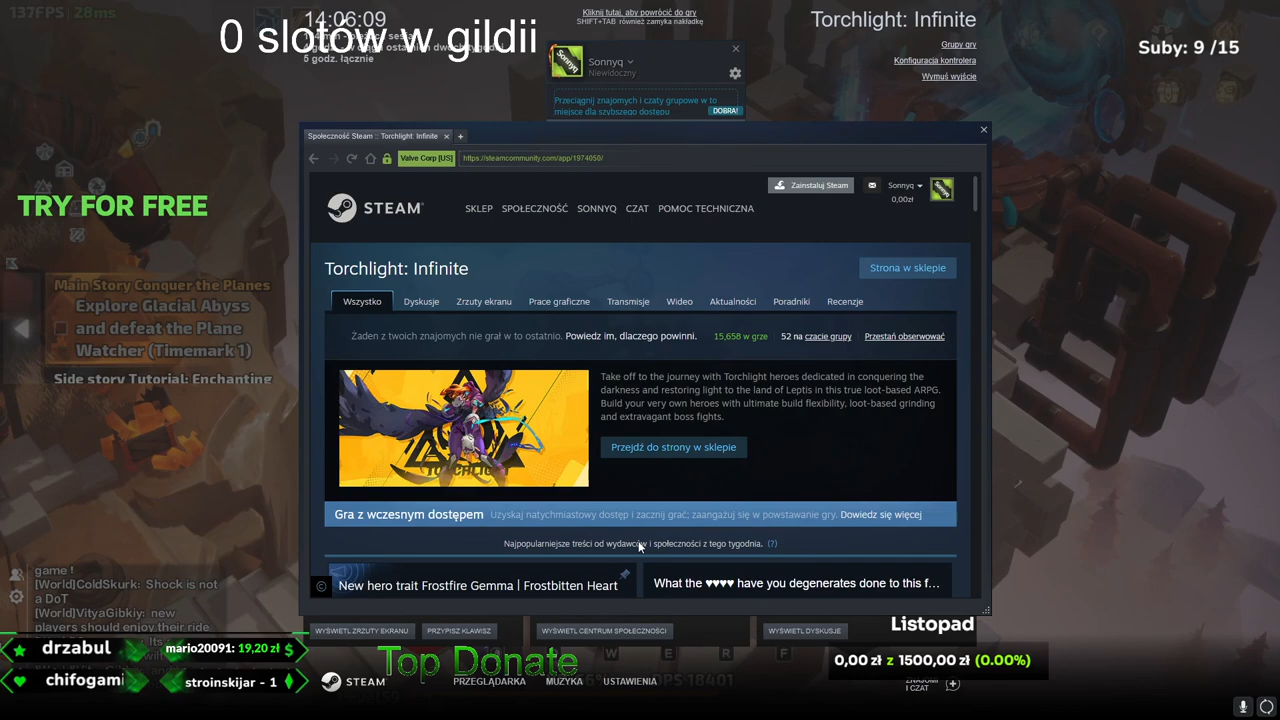 137FPS | 28ms
14:06:09
0 slotów w gildii
5 godz. łącznie
Kliknij tutaj, aby powrócić do gry
SHIFT+TAB również zamyka nakładkę
Torchlight: Infinite
Grupy gry
Konfiguracja kontrolera
Wymuś wyjście
Suby: 9 /15
Sonnyq
Niewidoczny
Przeciągnij znajomych i czaty grupowe w to
miejsce dla szybszego dostępu
DOBRA!
Społeczność Steam :: Torchlight: Infinite
Valve Corp [US]
https://steamcommunity.com/app/1974050/
Zainstaluj Steam
Sonnyq
0,00zł
STEAM
SKLEP
SPOŁECZNOŚĆ
SONNYQ
CZAT
POMOC TECHNICZNA
TRY FOR FREE
Torchlight: Infinite
Strona w sklepie
Wszystko
Dyskusje
Zrzuty ekranu
Prace graficzne
Transmisje
Wideo
Aktualności
Poradniki
Recenzje
Żaden z twoich znajomych nie grał w to ostatnio. Powiedz im, dlaczego powinni.
15,658 w grze
52 na czacie grupy
Przestań obserwować
Main Story Conquer the Planes
Explore Glacial Abyss
and defeat the Plane
Watcher (Timemark 1)
Side story Tutorial: Enchanting
Take off to the journey with Torchlight heroes dedicated in conquering the
darkness and restoring light to the land of Leptis in this true loot-based ARPG.
Build your very own heroes with ultimate build flexibility, loot-based grinding
and extravagant boss fights.
Przejdź do strony w sklepie
Gra z wczesnym dostępem
Uzyskaj natychmiastowy dostęp i zacznij grać; zaangażuj się w powstawanie gry. Dowiedz się więcej
Najpopularniejsze treści od wydawców i społeczności z tego tygodnia. (?)
New hero trait Frostfire Gemma | Frostbitten Heart
What the ♥♥♥♥ have you degenerates done to this f...
game !
[World]ColdSkurk: Shock is not
a DoT
[World]VityaGibkiy: new
players should enjoy their ride
WYŚWIETL ZRZUTY EKRANU
PRZYPISZ KLAWISZ
WYŚWIETL CENTRUM SPOŁECZNOŚCI
WYŚWIETL DYSKUSJE
Listopad
0,00 zł z 1500,00 zł (0.00%)
drzabul
mario20091: 19,20 zł
chifogami
stroinskijar - 1
Top Donate
W
E
R
F
STEAM
PRZEGLĄDARKA
MUZYKA
USTAWIENIA
ZNAJOMI
I CZAT